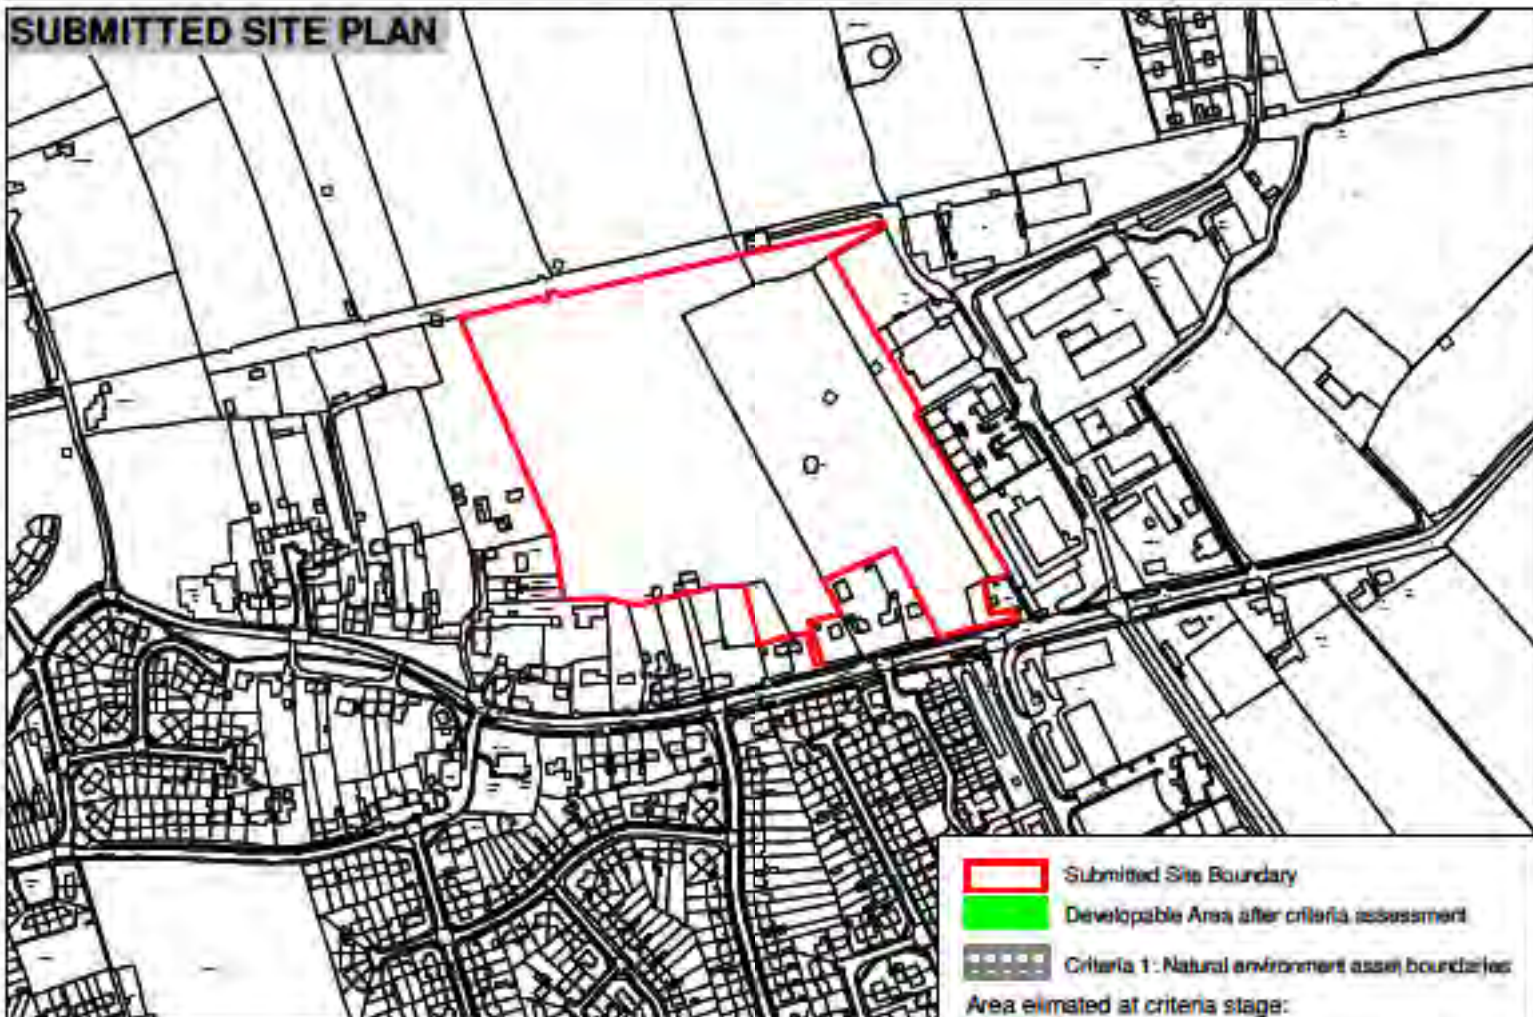 SUBMITTED SITE PLAN
Submitted Site Boundary
Developable Area after criteria assessment
Criteria 1: Natural environment asset boundaries
Area elimated at criteria stage: